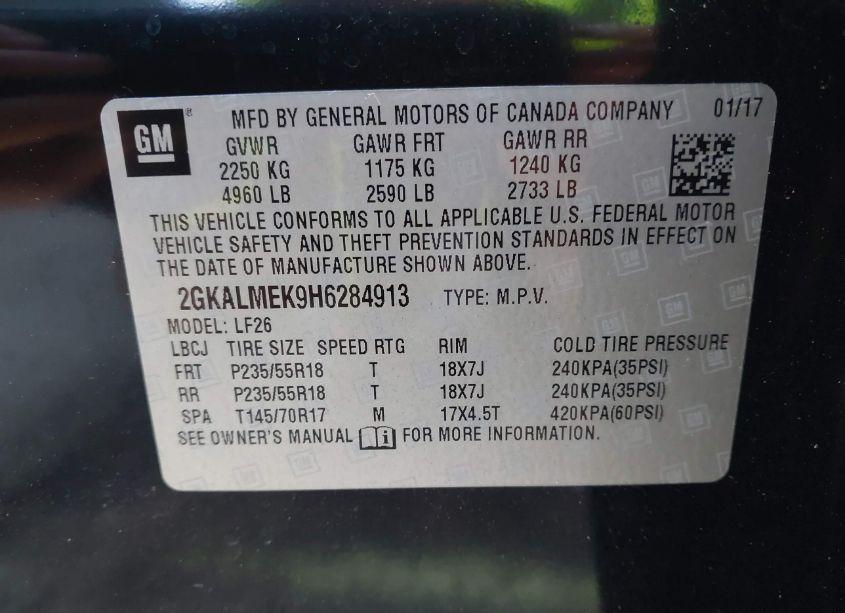 GM
MFD BY GENERAL MOTORS OF CANADA COMPANY 01/17
GVWR GAWR FRT GAWR RR
2250 KG 1175 KG 1240 KG
4960 LB 2590 LB 2733 LB
THIS VEHICLE CONFORMS TO ALL APPLICABLE U.S. FEDERAL MOTOR
VEHICLE SAFETY AND THEFT PREVENTION STANDARDS IN EFFECT ON
THE DATE OF MANUFACTURE SHOWN ABOVE.
2GKALMEK9H6284913 TYPE: M.P.V.
MODEL: LF26
LBCJ TIRE SIZE SPEED RTG RIM COLD TIRE PRESSURE
FRT P235/55R18 T 18X7J 240KPA(35PSI)
RR P235/55R18 T 18X7J 240KPA(35PSI)
SPA T145/70R17 M 17X4.5T 420KPA(60PSI)
SEE OWNER'S MANUAL i FOR MORE INFORMATION.